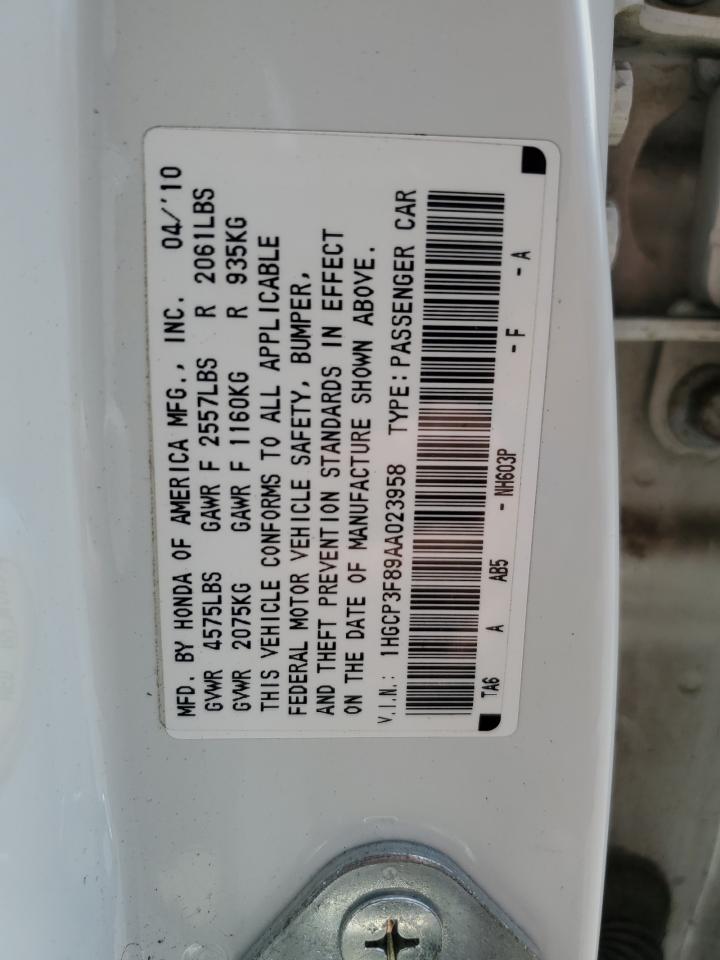 MFD. BY HONDA OF AMERICA MFG., INC. 04/'10
GVWR 4575LBS GAWR F 2557LBS R 2061LBS
GVWR 2075KG GAWR F 1160KG R 935KG
THIS VEHICLE CONFORMS TO ALL APPLICABLE
FEDERAL MOTOR VEHICLE SAFETY, BUMPER,
AND THEFT PREVENTION STANDARDS IN EFFECT
ON THE DATE OF MANUFACTURE SHOWN ABOVE.
V.I.N.: 1HGCP3F89AA023958 TYPE: PASSENGER CAR
TA6 A AB5 - NH603P - F - A